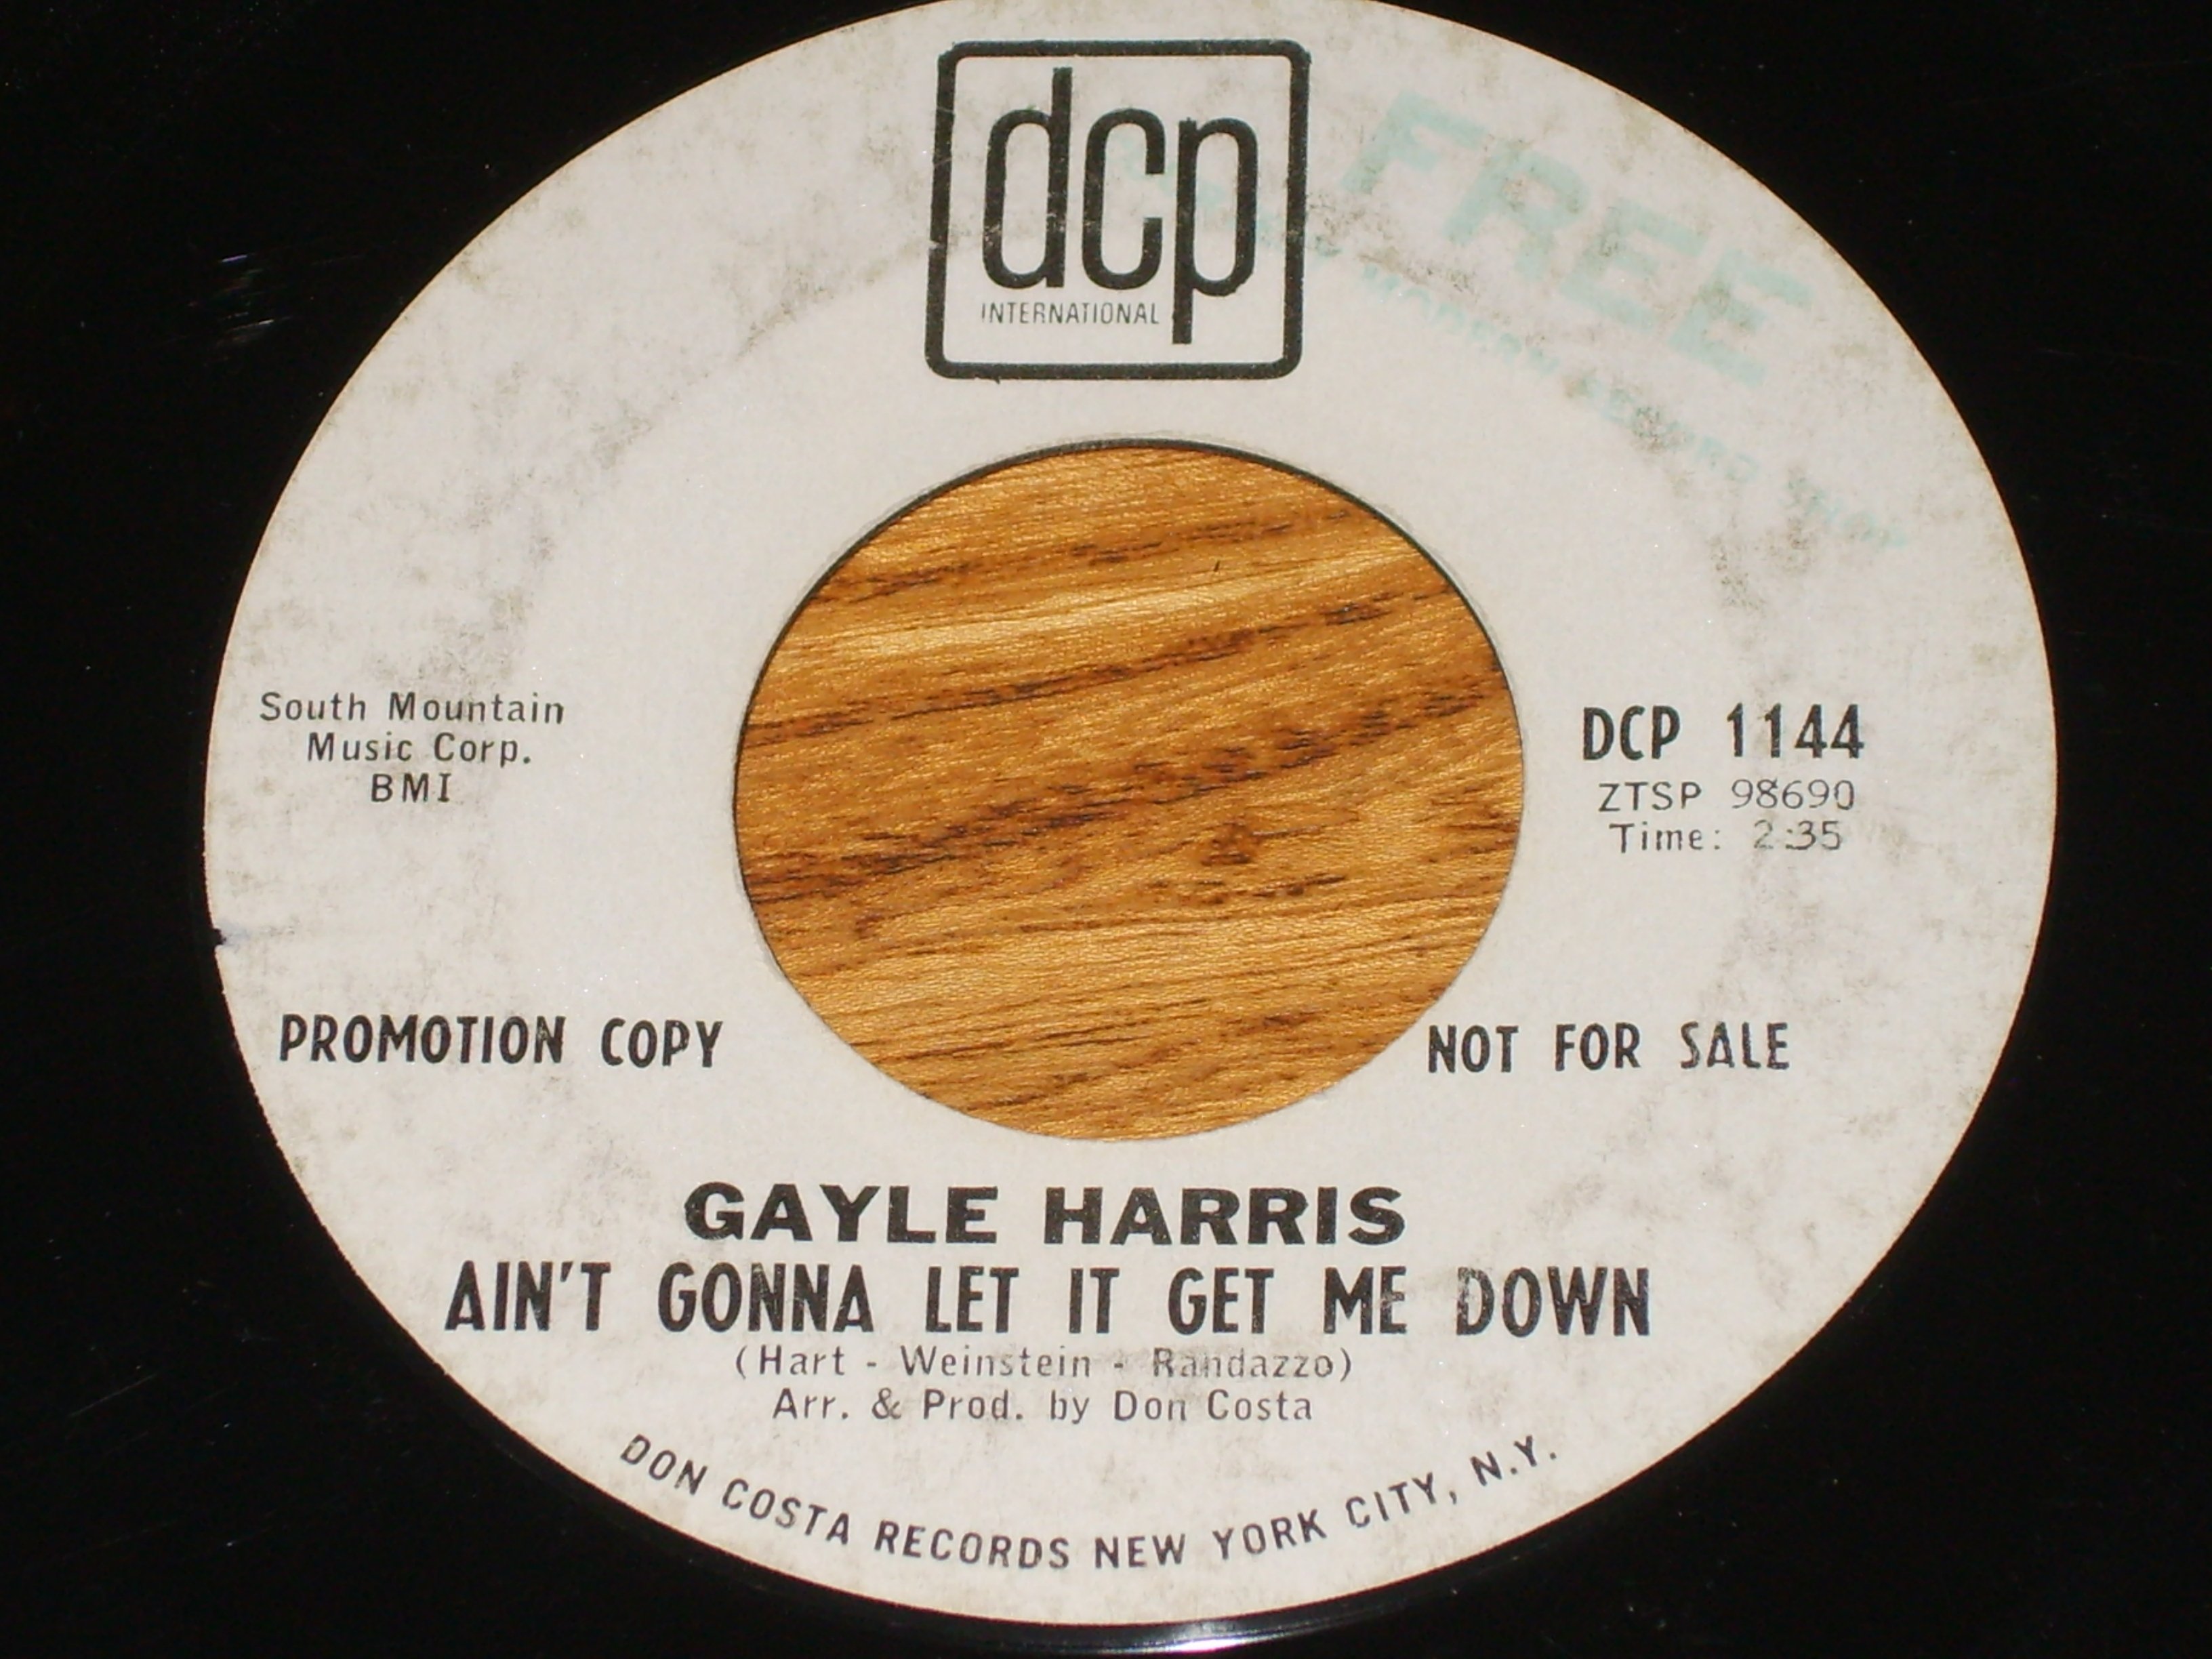 dcp
INTERNATIONAL
FREE
South Mountain
Music Corp.
BMI
DCP 1144
ZTSP 98690
Time: 2:35
PROMOTION COPY
NOT FOR SALE
GAYLE HARRIS
AIN'T GONNA LET IT GET ME DOWN
(Hart - Weinstein - Randazzo)
Arr. & Prod. by Don Costa
DON COSTA RECORDS NEW YORK CITY, N.Y.